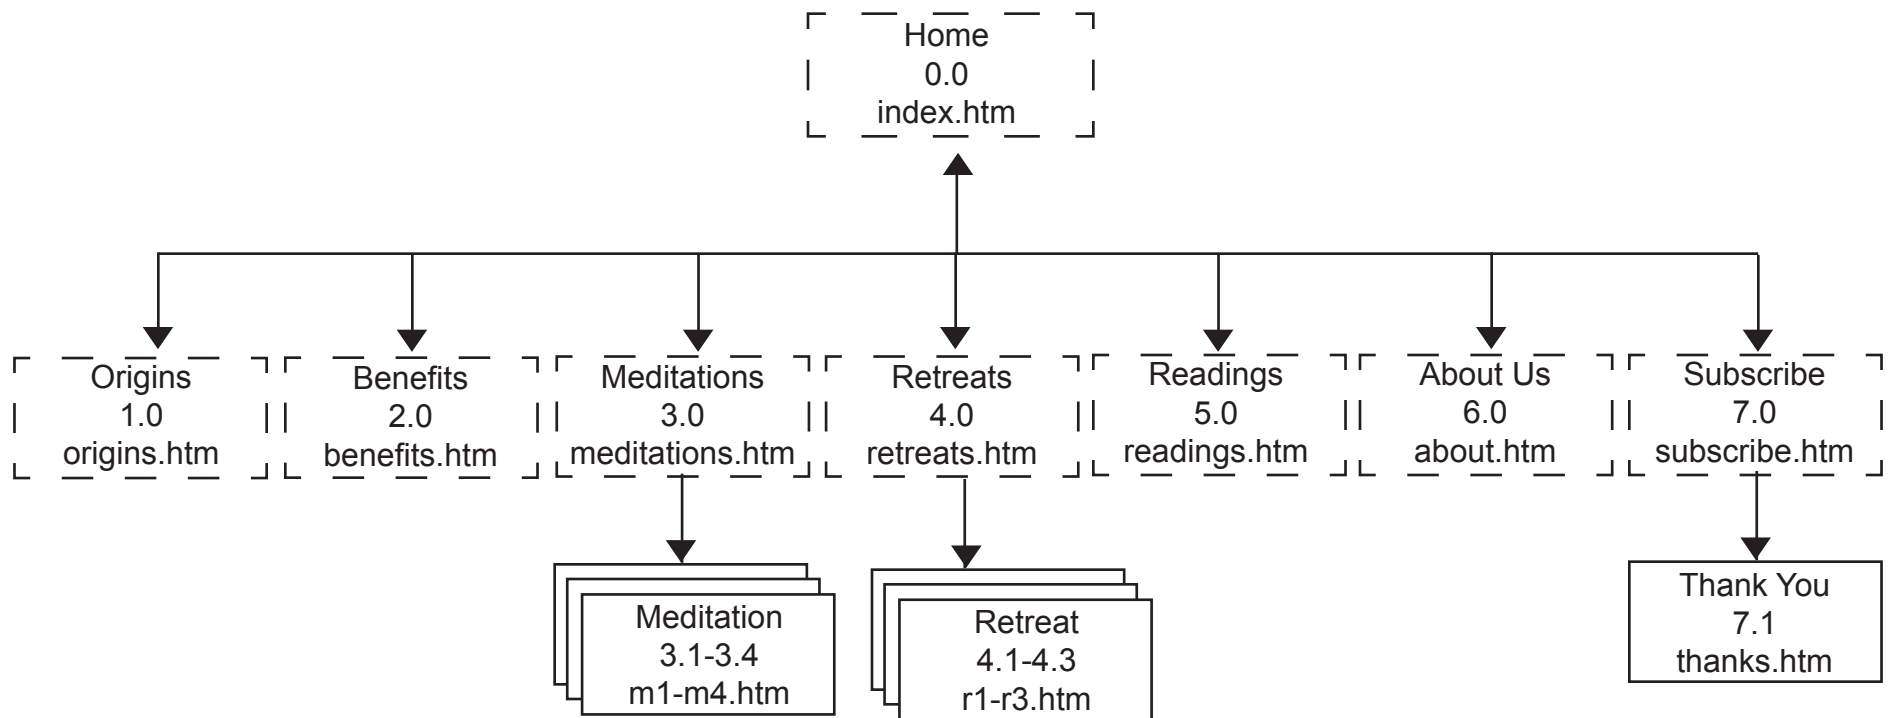 Home
0.0
index.htm
Origins
1.0
origins.htm
Benefits
2.0
benefits.htm
Meditations
3.0
meditations.htm
Retreats
4.0
retreats.htm
Readings
5.0
readings.htm
About Us
6.0
about.htm
Subscribe
7.0
subscribe.htm
Meditation
3.1-3.4
m1-m4.htm
Retreat
4.1-4.3
r1-r3.htm
Thank You
7.1
thanks.htm